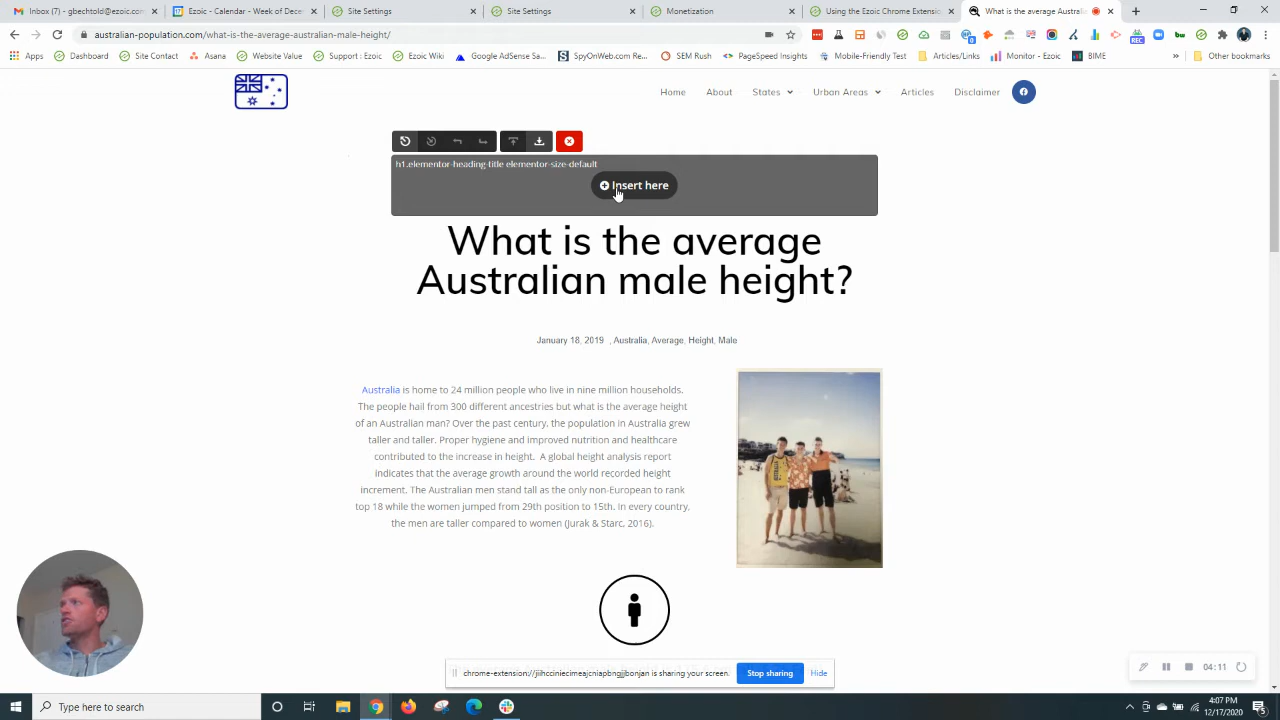 Inbox (7) - gbechtold@ezoic.com
Ezoic - Calendar - Week of Decem
Site Settings
Site Settings
Monetization
Using the Ezoic Chrome Extensio
What is the average Australia
australian-population.com/what-is-the-average-australian-male-height/
Apps
Dashboard
Site Contact
Asana
Website Value
Support : Ezoic
Ezoic Wiki
Google AdSense Sa...
SpyOnWeb.com Re...
SEM Rush
PageSpeed Insights
Mobile-Friendly Test
Articles/Links
Monitor - Ezoic
BIME
Other bookmarks
Home
About
States
Urban Areas
Articles
Disclaimer
h1.elementor-heading-title elementor-size-default
Insert here
What is the average
Australian male height?
January 18, 2019 , Australia, Average, Height, Male
Australia is home to 24 million people who live in nine million households.
The people hail from 300 different ancestries but what is the average height
of an Australian man? Over the past century, the population in Australia grew
taller and taller. Proper hygiene and improved nutrition and healthcare
contributed to the increase in height. A global height analysis report
indicates that the average growth around the world recorded height
increment. The Australian men stand tall as the only non-European to rank
top 18 while the women jumped from 29th position to 15th. In every country,
the men are taller compared to women (Jurak & Starc, 2016).
chrome-extension://jlhcciniecimeajcniapbngjjbonjan is sharing your screen.
Stop sharing
Hide
04:11
Type here to search
4:07 PM
12/17/2020